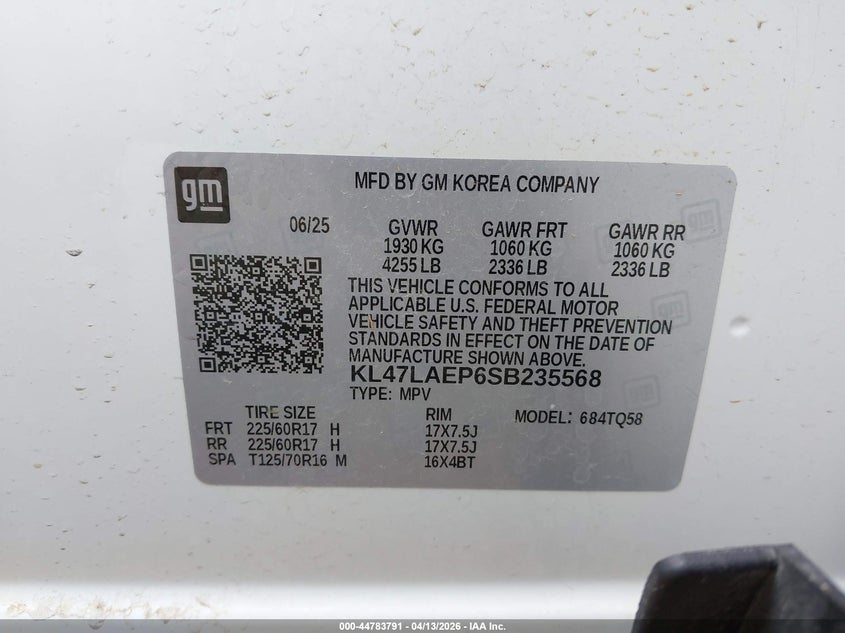 gm
MFD BY GM KOREA COMPANY
06/25 GVWR GAWR FRT GAWR RR
1930 KG 1060 KG 1060 KG
4255 LB 2336 LB 2336 LB
THIS VEHICLE CONFORMS TO ALL
APPLICABLE U.S. FEDERAL MOTOR
VEHICLE SAFETY AND THEFT PREVENTION
STANDARDS IN EFFECT ON THE DATE OF
MANUFACTURE SHOWN ABOVE.
KL47LAEP6SB235568
TYPE: MPV
TIRE SIZE RIM MODEL: 684TQ58
FRT 225/60R17 H 17X7.5J
RR 225/60R17 H 17X7.5J
SPA T125/70R16 M 16X4BT
000-44783791 - 04/13/2026 - IAA Inc.